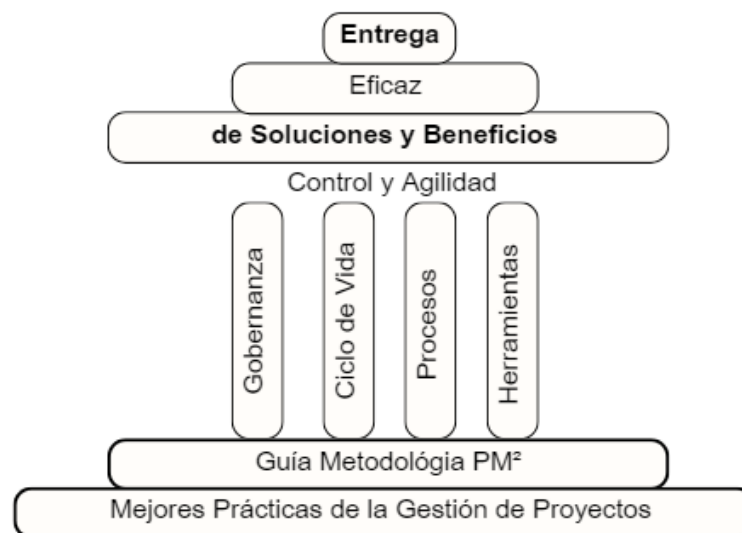 Entrega
Eficaz
de Soluciones y Beneficios
Control y Agilidad
Gobernanza
Ciclo de Vida
Procesos
Herramientas
Guía Metodológia PM²
Mejores Prácticas de la Gestión de Proyectos